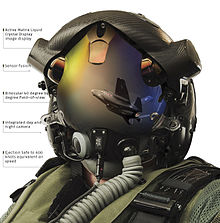 Active Matrix Liquid
Crystal Display
image display
Sensor fusion
Binocular 40 degree by
degree field-of-view
Integrated day and
night camera
Ejection Safe to 600
knots equivalent air
speed